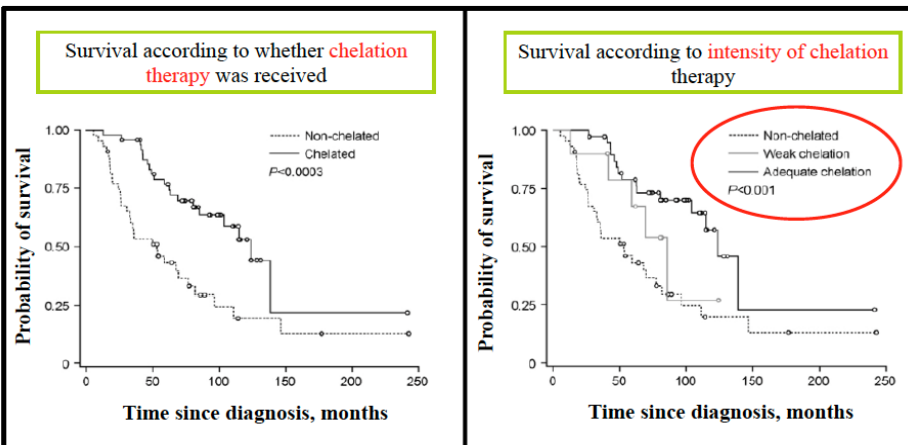 Survival according to whether chelation
therapy was received
1.00
0.75
0.50
0.25
0
Probability of survival
Non-chelated
Chelated
P<0.0003
0
50
100
150
200
250
Time since diagnosis, months
Survival according to intensity of chelation
therapy
1.00
0.75
0.50
0.25
0
Probability of survival
Non-chelated
Weak chelation
Adequate chelation
P<0.001
0
50
100
150
200
250
Time since diagnosis, months